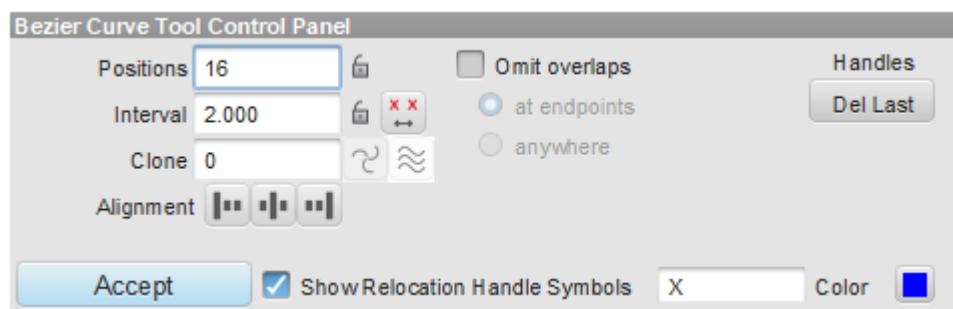 Bezier Curve Tool Control Panel
Positions 16 Omit overlaps Handles
Interval 2.000 x x at endpoints Del Last
Clone 0 anywhere
Alignment
Accept Show Relocation Handle Symbols X Color